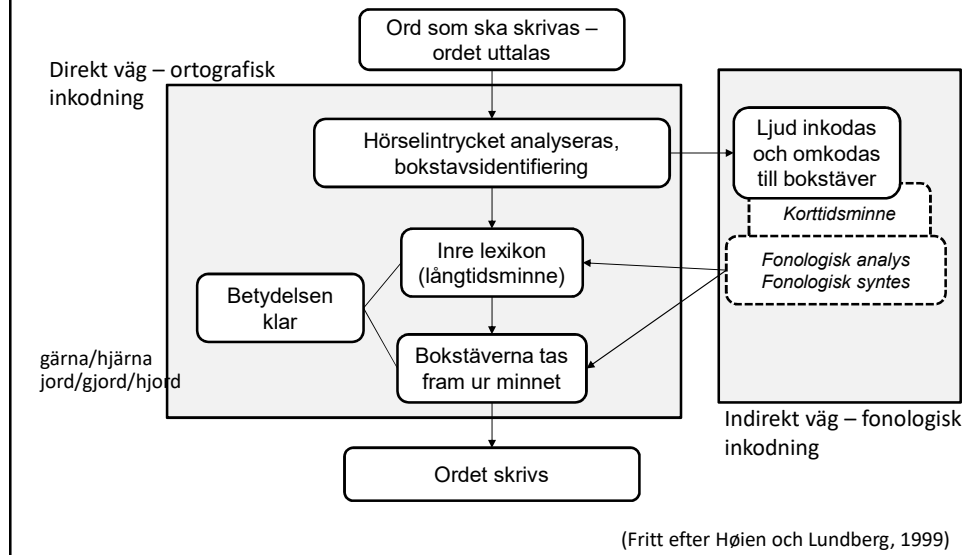 Ord som ska skrivas –
ordet uttalas
Direkt väg – ortografisk
inkodning
Hörselintrycket analyseras,
bokstavsidentifiering
Ljud inkodas
och omkodas
till bokstäver
Korttidsminne
Fonologisk analys
Fonologisk syntes
Inre lexikon
(långtidsminne)
Betydelsen
klar
Bokstäverna tas
fram ur minnet
gärna/hjärna
jord/gjord/hjord
Indirekt väg – fonologisk
inkodning
Ordet skrivs
(Fritt efter Høien och Lundberg, 1999)